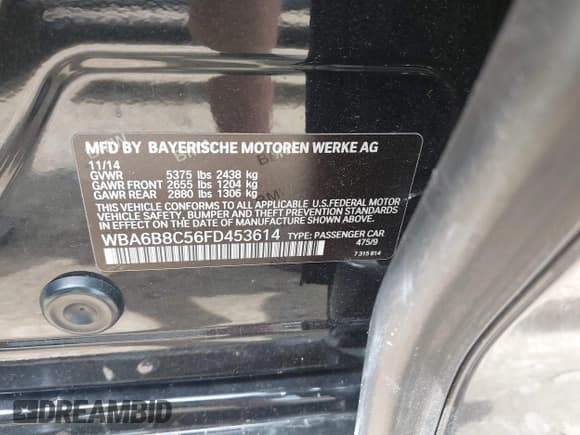 MFD BY BAYERISCHE MOTOREN WERKE AG
11/14
GVWR 5375 lbs 2438 kg
GAWR FRONT 2655 lbs 1204 kg
GAWR REAR 2880 lbs 1306 kg
THIS VEHICLE CONFORMS TO ALL APPLICABLE U.S.FEDERAL MOTOR
VEHICLE SAFETY, BUMPER AND THEFT PREVENTION STANDARDS
IN EFFECT ON THE DATE OF MANUFACTURE SHOWN ABOVE.
WBA6B8C56FD453614 TYPE: PASSENGER CAR
475/9
7 315 814
DREAMBID